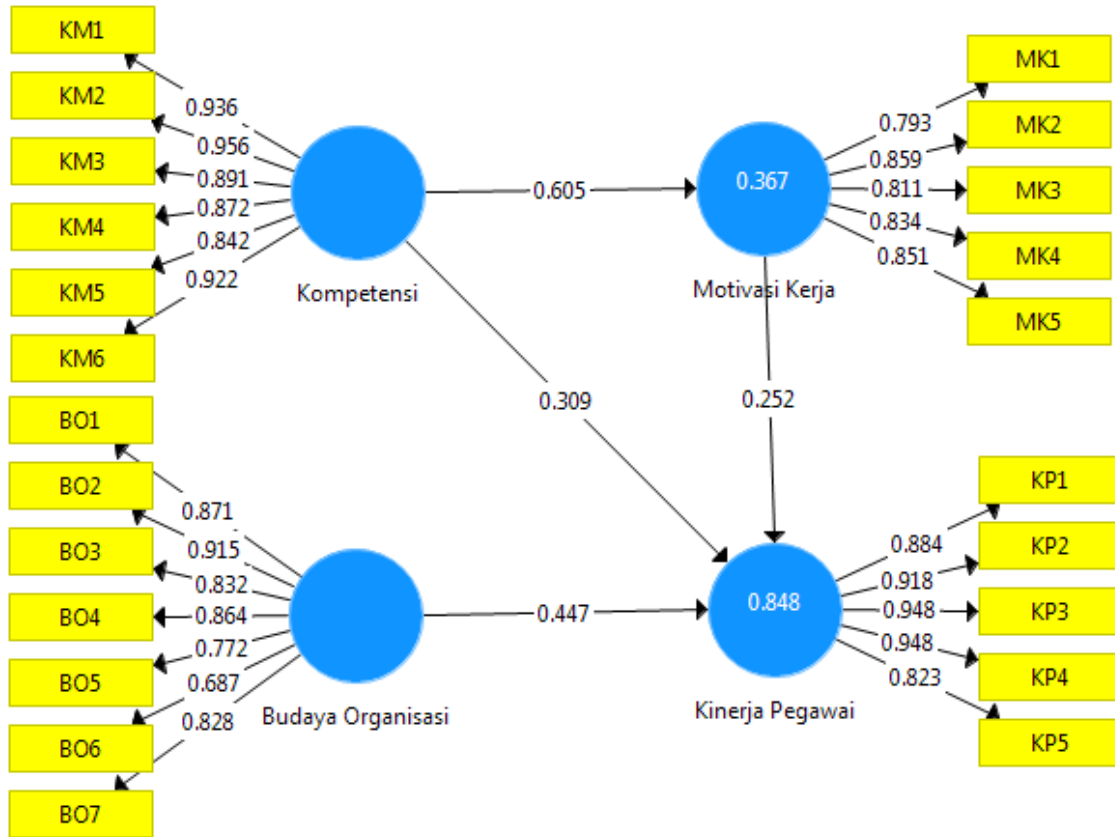 KM1
KM2
KM3
KM4
KM5
KM6
0.936
0.956
0.891
0.872
0.842
0.922
Kompetensi
0.605
0.309
0.367
Motivasi Kerja
0.793
0.859
0.811
0.834
0.851
MK1
MK2
MK3
MK4
MK5
0.252
BO1
BO2
BO3
BO4
BO5
BO6
BO7
0.871
0.915
0.832
0.864
0.772
0.687
0.828
Budaya Organisasi
0.447
0.848
Kinerja Pegawai
0.884
0.918
0.948
0.948
0.823
KP1
KP2
KP3
KP4
KP5